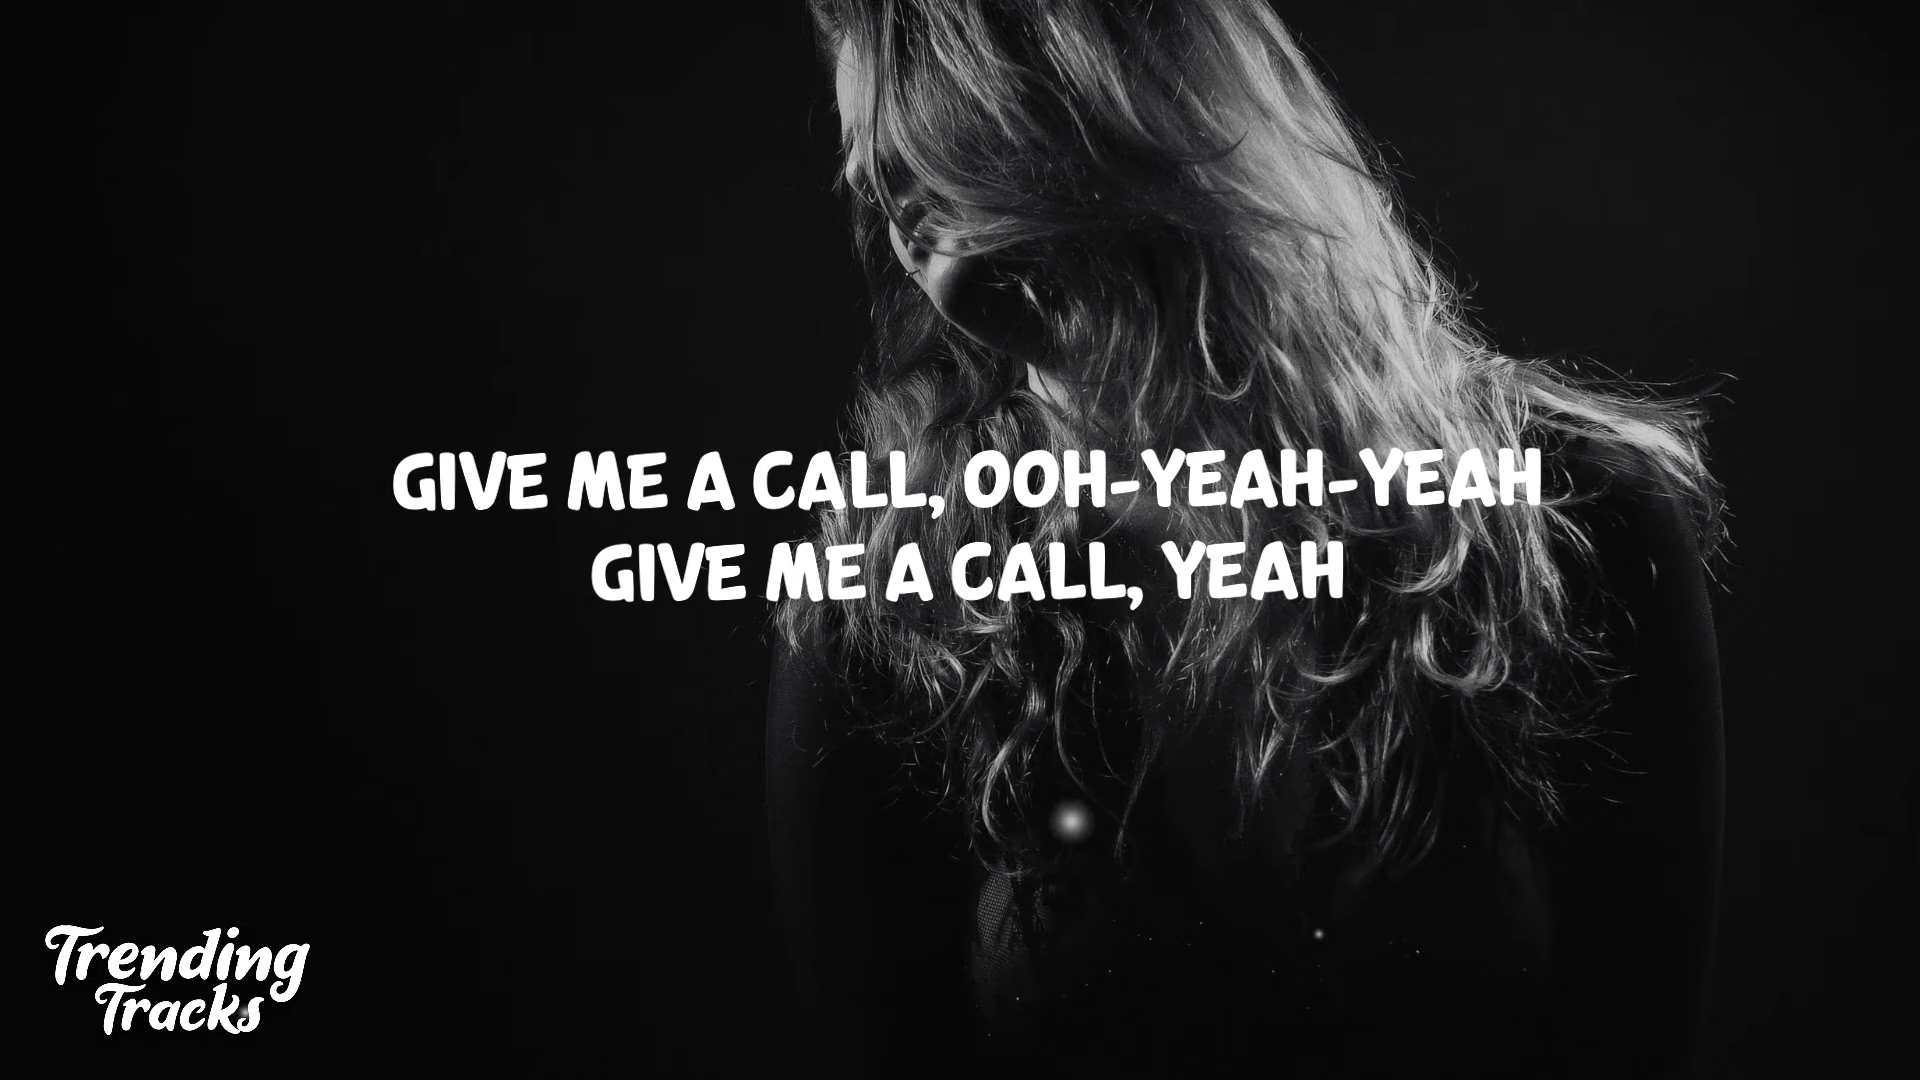 GIVE ME A CALL, OOH-YEAH-YEAH
GIVE ME A CALL, YEAH
Trending
Tracks